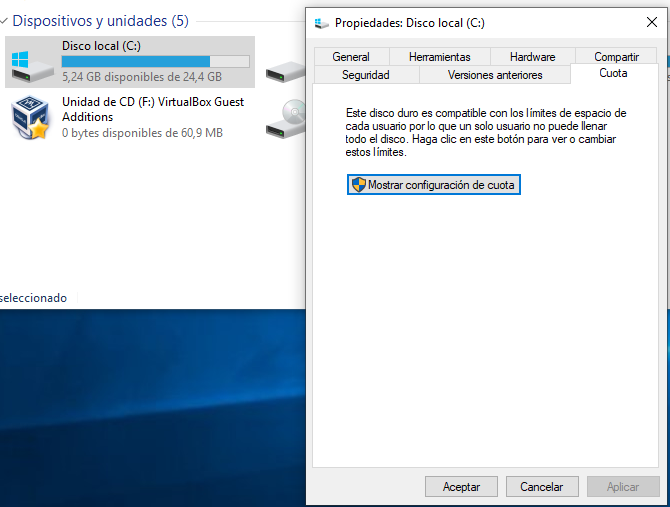 Dispositivos y unidades (5)
Disco local (C:)
5,24 GB disponibles de 24,4 GB
Unidad de CD (F:) VirtualBox Guest
Additions
0 bytes disponibles de 60,9 MB
seleccionado
Propiedades: Disco local (C:)
General
Herramientas
Hardware
Compartir
Seguridad
Versiones anteriores
Cuota
Este disco duro es compatible con los límites de espacio de
cada usuario por lo que un solo usuario no puede llenar
todo el disco. Haga clic en este botón para ver o cambiar
estos límites.
Mostrar configuración de cuota
Aceptar
Cancelar
Aplicar